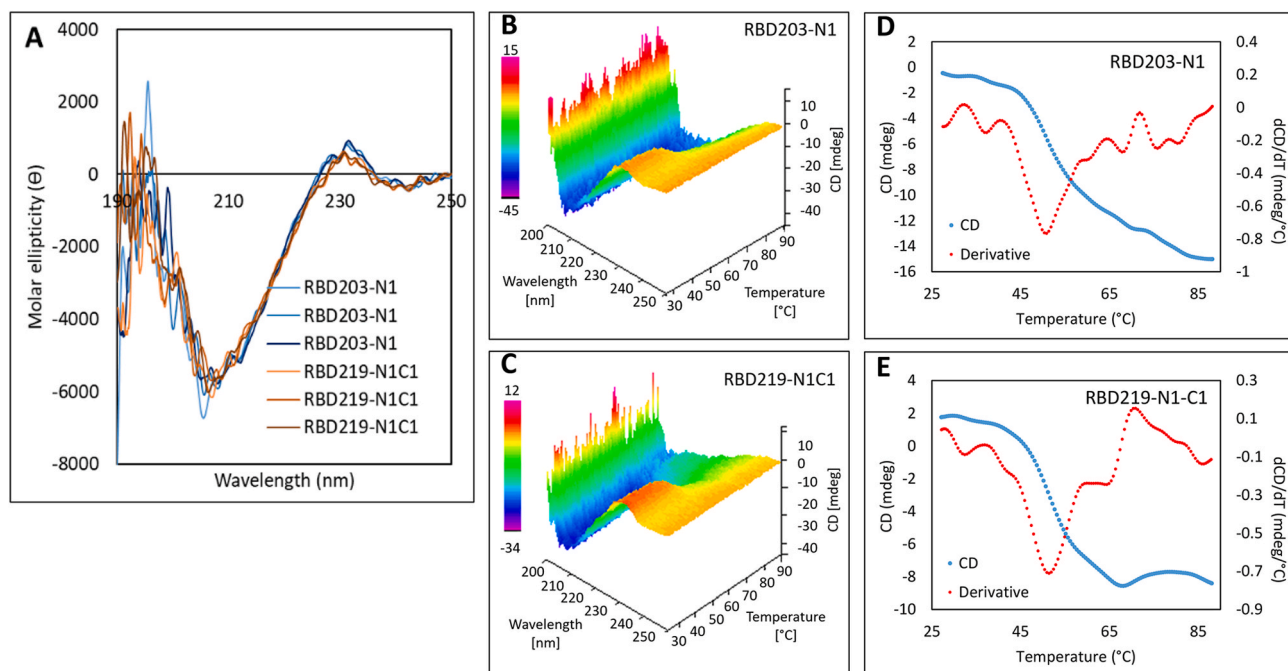 A
4000
2000
0
-2000
-4000
-6000
-8000
Molar ellipticity (Θ)
190
210
230
250
Wavelength (nm)
RBD203-N1
RBD203-N1
RBD203-N1
RBD219-N1C1
RBD219-N1C1
RBD219-N1C1
B
RBD203-N1
15
-45
10
0
-10
-20
-30
-40
CD [mdeg]
200
210
220
230
240
250
Wavelength
[nm]
30
40
50
60
70
80
90
Temperature
[°C]
C
RBD219-N1C1
12
-34
10
0
-10
-20
-30
-40
CD [mdeg]
200
210
220
230
240
250
Wavelength
[nm]
30
40
50
60
70
80
90
Temperature
[°C]
D
RBD203-N1
2
0
-2
-4
-6
-8
-10
-12
-14
-16
CD (mdeg)
0.4
0.2
0
-0.2
-0.4
-0.6
-0.8
-1
dCD/dT (mdeg/°C)
CD
Derivative
25
45
65
85
Temperature (°C)
E
RBD219-N1-C1
4
2
0
-2
-4
-6
-8
-10
CD (mdeg)
0.3
0.1
-0.1
-0.3
-0.5
-0.7
-0.9
dCD/dT (mdeg/°C)
CD
Derivative
25
45
65
85
Temperature (°C)